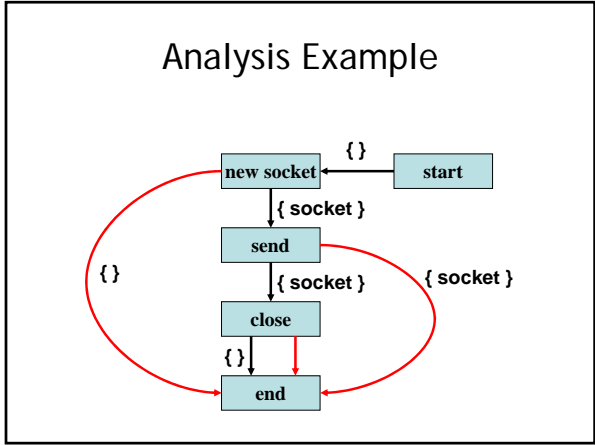 Analysis Example
{ }
new socket
start
{ socket }
send
{ }
{ socket }
{ socket }
close
{ }
end